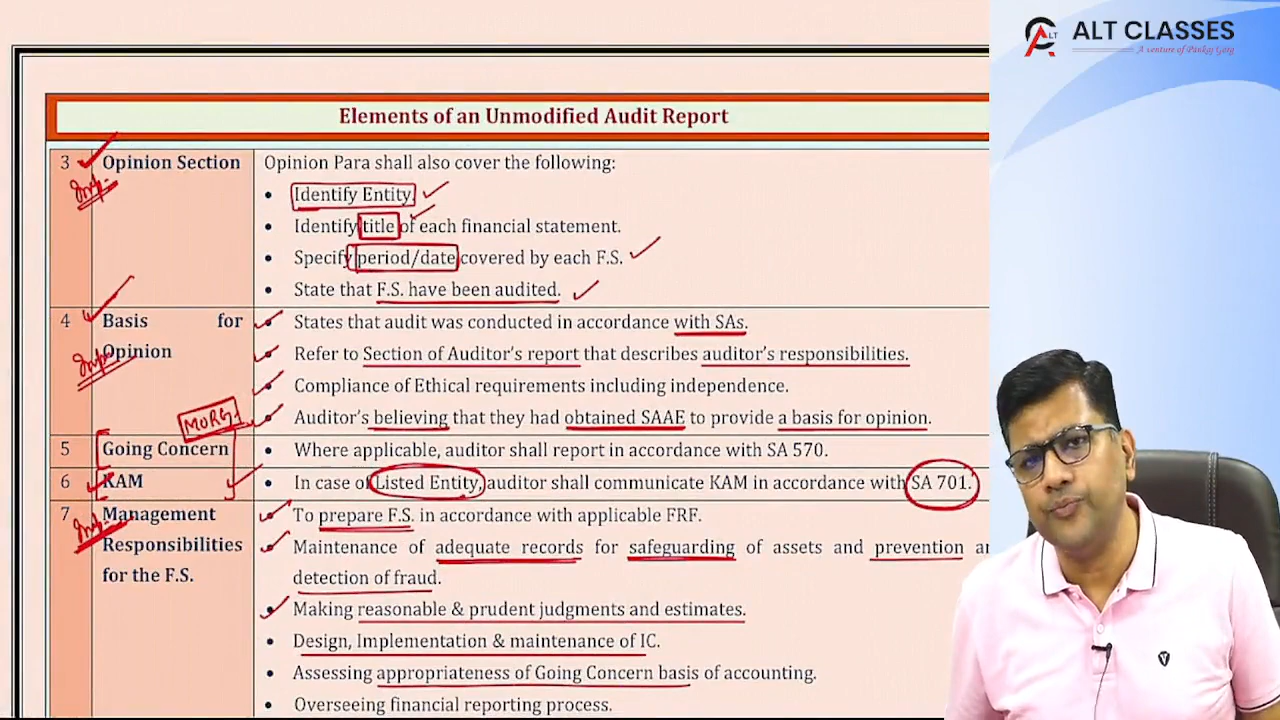 ALT CLASSES
ALT
A venture of Pankaj Garg
Elements of an Unmodified Audit Report
3 Opinion Section Opinion Para shall also cover the following:
Imp.
• Identify Entity.
• Identify title of each financial statement.
• Specify period/date covered by each F.S.
• State that F.S. have been audited.
4 Basis for Opinion
Imp.
• States that audit was conducted in accordance with SAs.
• Refer to Section of Auditor's report that describes auditor's responsibilities.
• Compliance of Ethical requirements including independence.
MORG
• Auditor's believing that they had obtained SAAE to provide a basis for opinion.
5 Going Concern • Where applicable, auditor shall report in accordance with SA 570.
6 KAM • In case of Listed Entity, auditor shall communicate KAM in accordance with SA 701.
7 Management Responsibilities for the F.S.
Imp.
• To prepare F.S. in accordance with applicable FRF.
• Maintenance of adequate records for safeguarding of assets and prevention
detection of fraud.
• Making reasonable & prudent judgments and estimates.
• Design, Implementation & maintenance of IC.
• Assessing appropriateness of Going Concern basis of accounting.
• Overseeing financial reporting process.